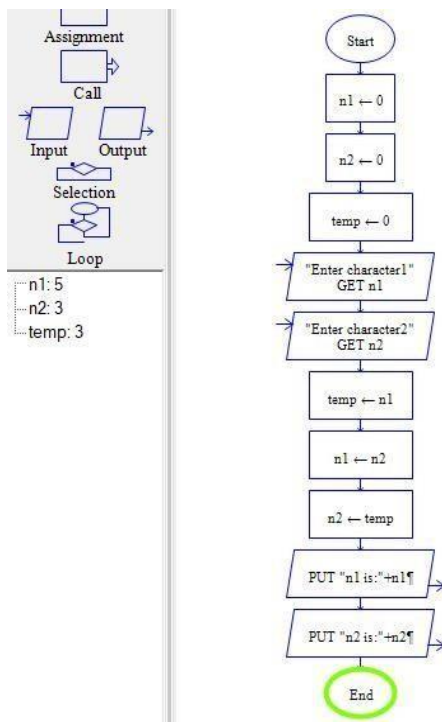 Assignment
Call
Input Output
Selection
Loop
n1: 5
n2: 3
temp: 3
Start
n1 ← 0
n2 ← 0
temp ← 0
"Enter character1"
GET n1
"Enter character2"
GET n2
temp ← n1
n1 ← n2
n2 ← temp
PUT "n1 is:"+n1¶
PUT "n2 is:"+n2¶
End